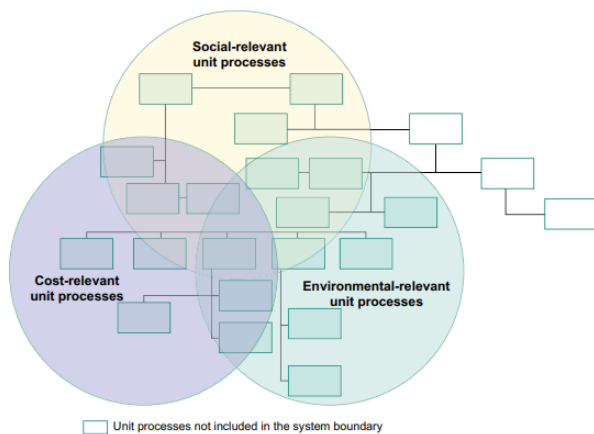 Social-relevant
unit processes
Cost-relevant
unit processes
Environmental-relevant
unit processes
Unit processes not included in the system boundary